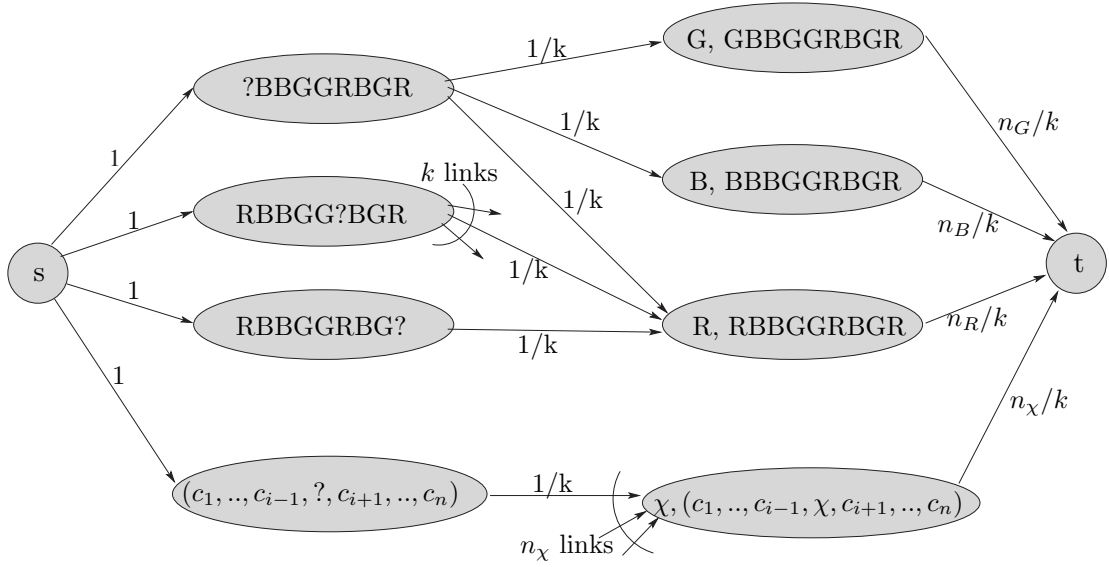 G, GBBGGRBGR
1/k
?BBGGRBGR
1/k
n_G/k
1
k links
B, BBBGGRBGR
1/k
1
RBBGG?BGR
n_B/k
s
1/k
t
1
RBBGGRBG?
R, RBBGGRBGR
n_R/k
1/k
1
n_χ/k
(c_1, .., c_{i−1}, ?, c_{i+1}, .., c_n)
1/k
χ, (c_1, .., c_{i−1}, χ, c_{i+1}, .., c_n)
n_χ links